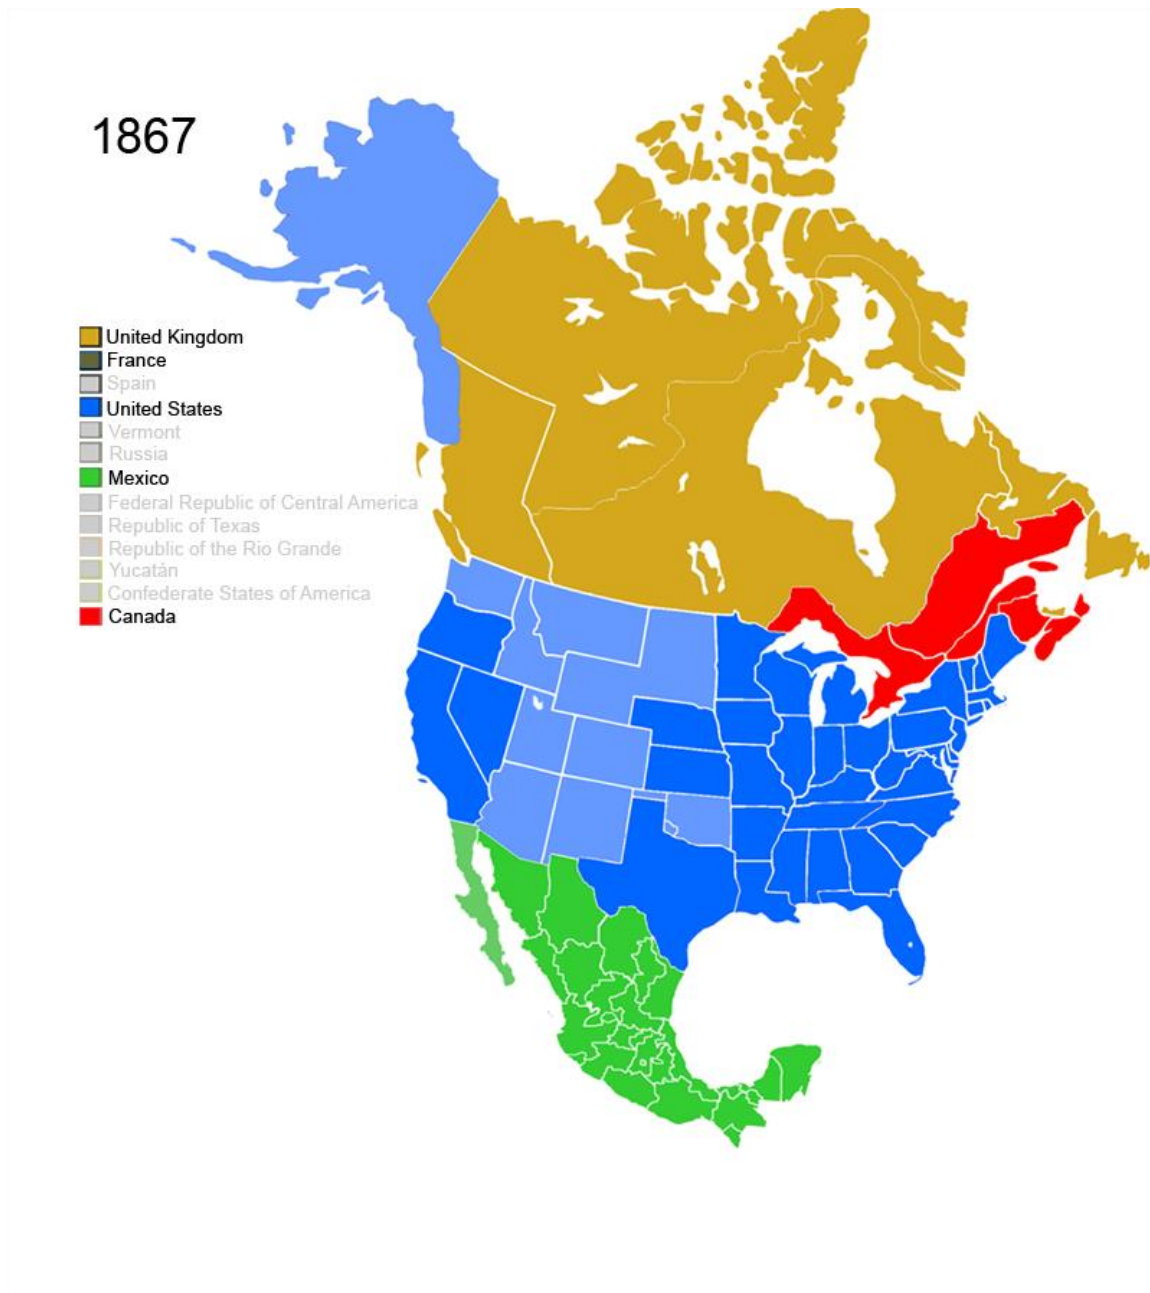 1867
United Kingdom
France
Spain
United States
Vermont
Russia
Mexico
Federal Republic of Central America
Republic of Texas
Republic of the Rio Grande
Yucatán
Confederate States of America
Canada